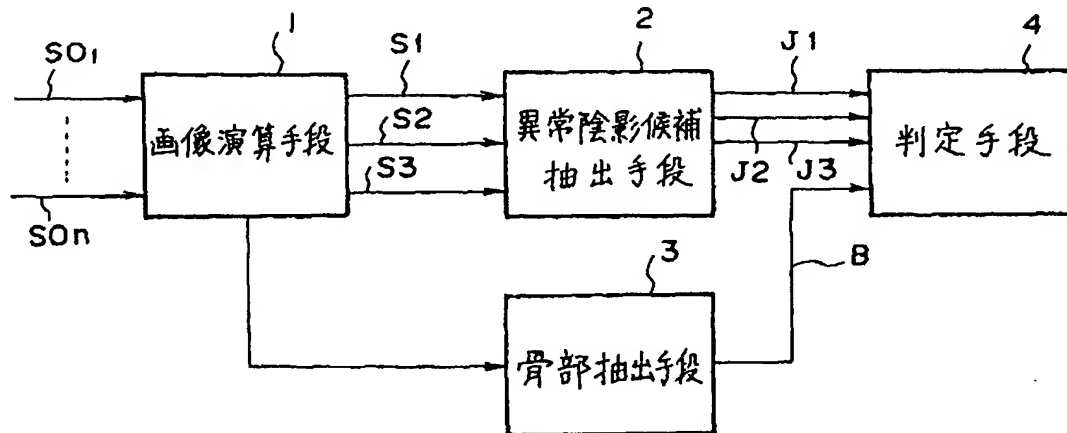 1
2
4
SO1
S1
J1
画像演算手段
S2
S3
異常陰影候補
抽出手段
J2
J3
判定手段
SOn
3
B
骨部抽出手段